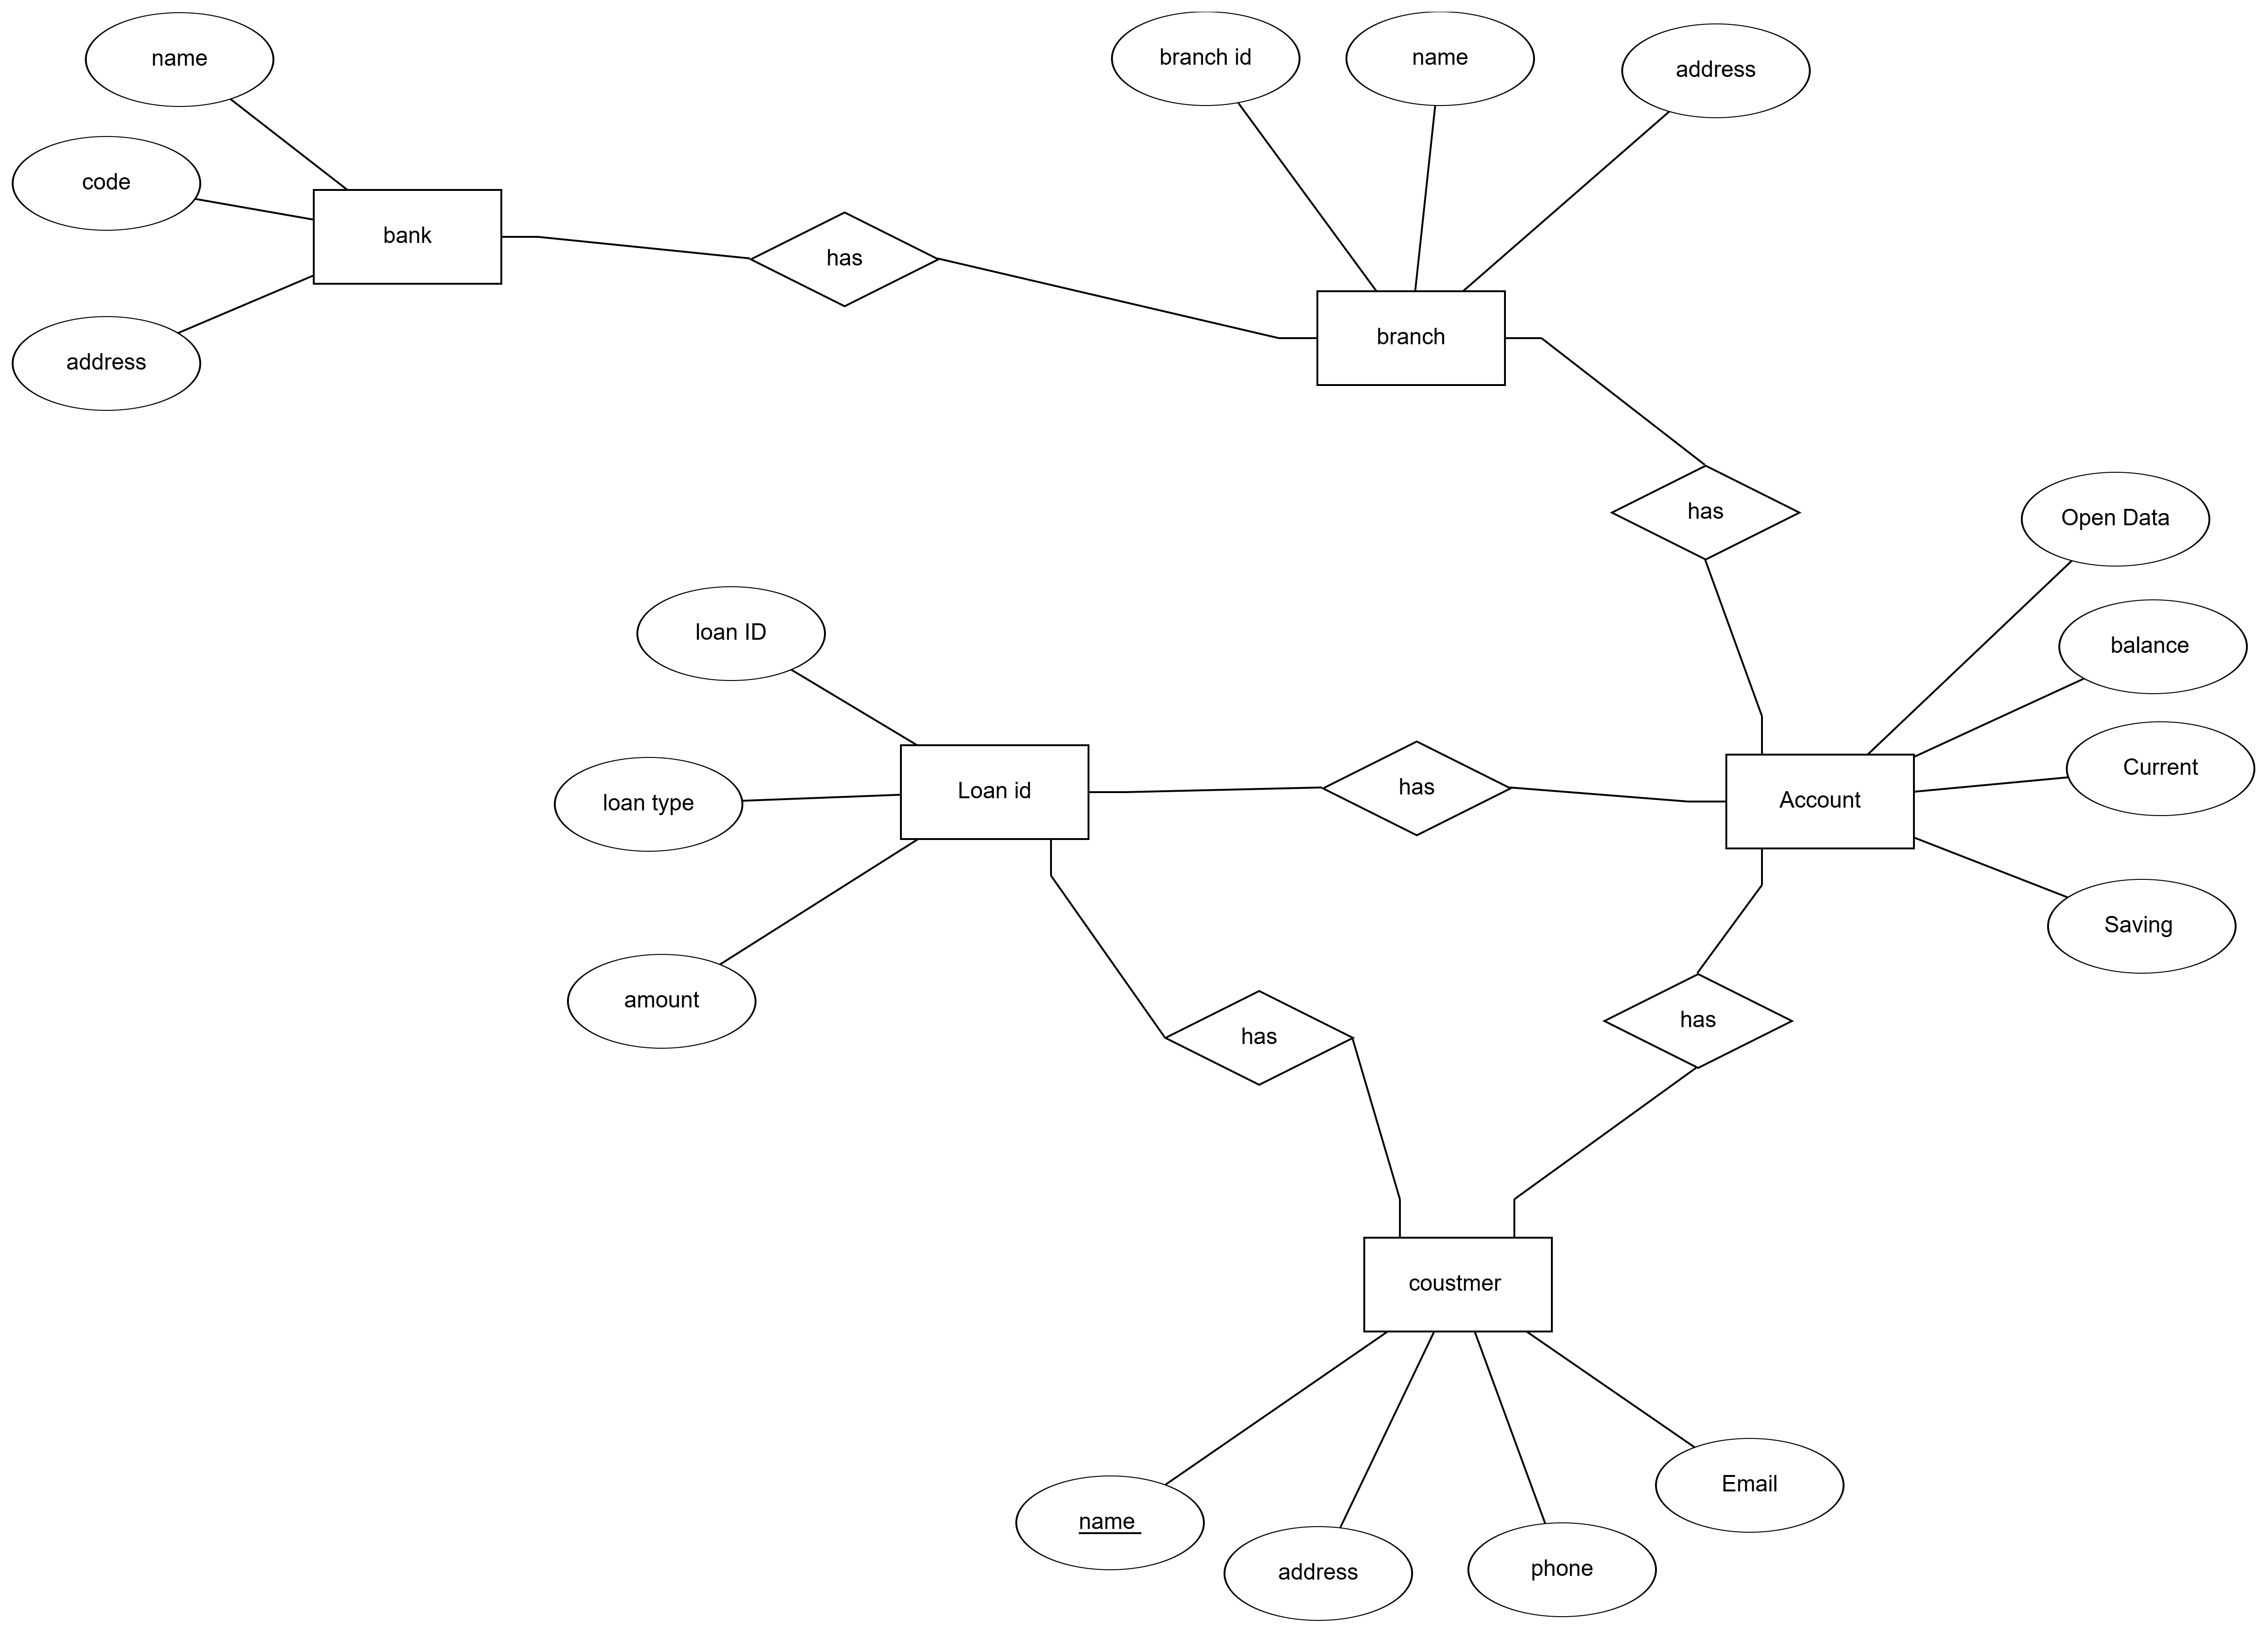 name
branch id
name
address
code
bank
has
address
branch
has
Open Data
loan ID
balance
Current
Loan id
has
Account
loan type
Saving
amount
has
has
coustmer
Email
name
phone
address